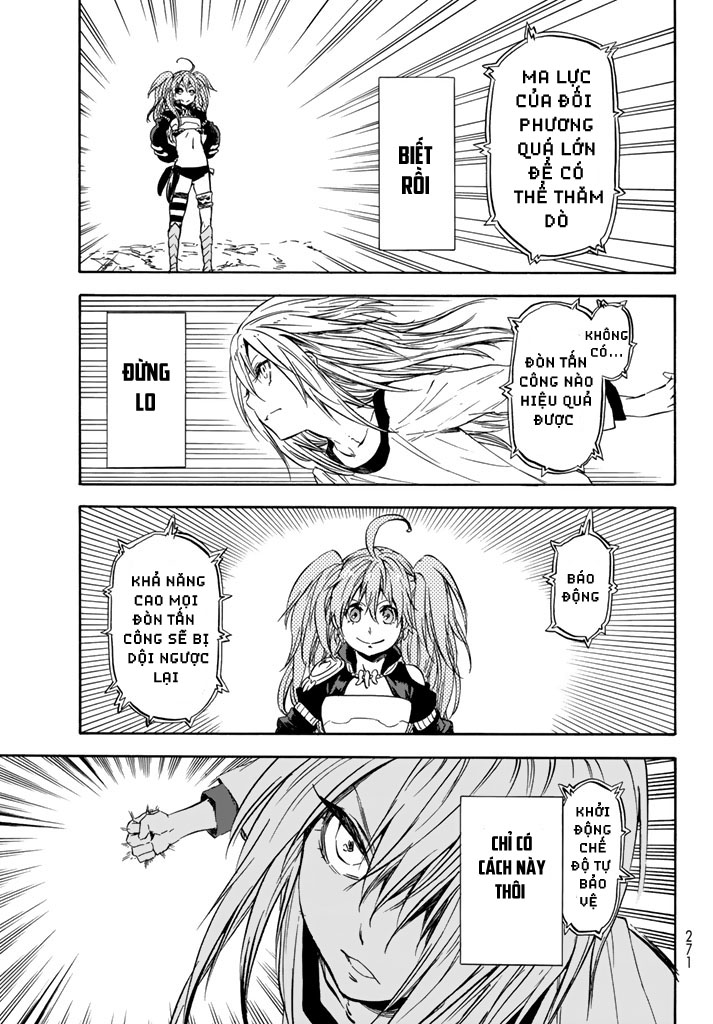 MA LỰC
CỦA ĐỐI
PHƯƠNG
QUÁ LỚN
ĐỂ CÓ
THỂ THĂM
DÒ
BIẾT
RỒI
KHÔNG
CÓ...
ĐÒN TẤN
CÔNG NÀO
HIỆU QUẢ
ĐƯỢC
ĐỪNG
LO
BÁO
ĐỘNG
KHẢ NĂNG
CAO MỌI
ĐÒN TẤN
CÔNG SẼ BỊ
DỘI NGƯỢC
LẠI
KHỞI
ĐỘNG
CHẾ
ĐỘ TỰ
BẢO
VỆ
CHỈ CÓ
CÁCH NÀY
THÔI
271